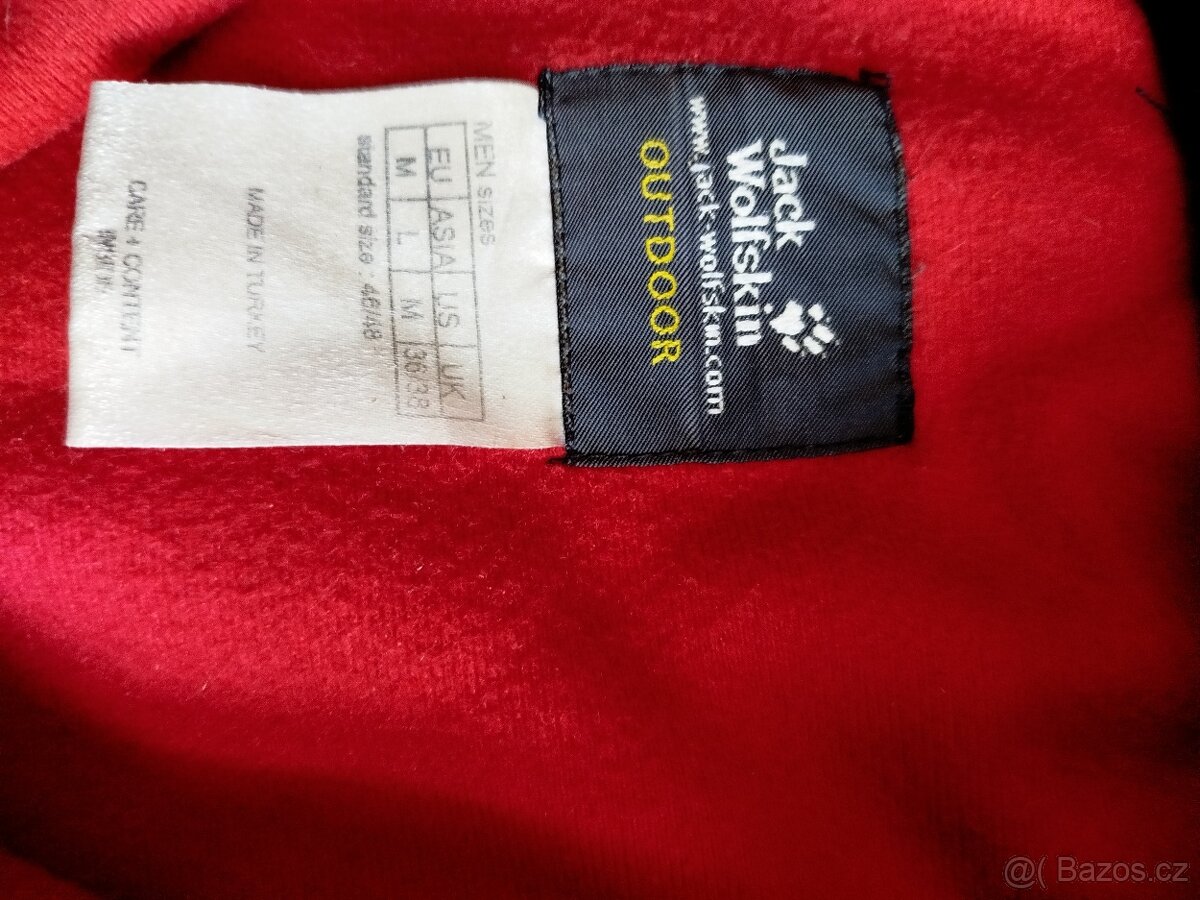 Jack
Wolfskin
www.jack-wolfskin.com
OUTDOOR
MEN sizes
EU ASIA US UK
M L M 36/38
standard size : 46/48
MADE IN TURKEY
CARE + CONTENT
@( Bazos.cz